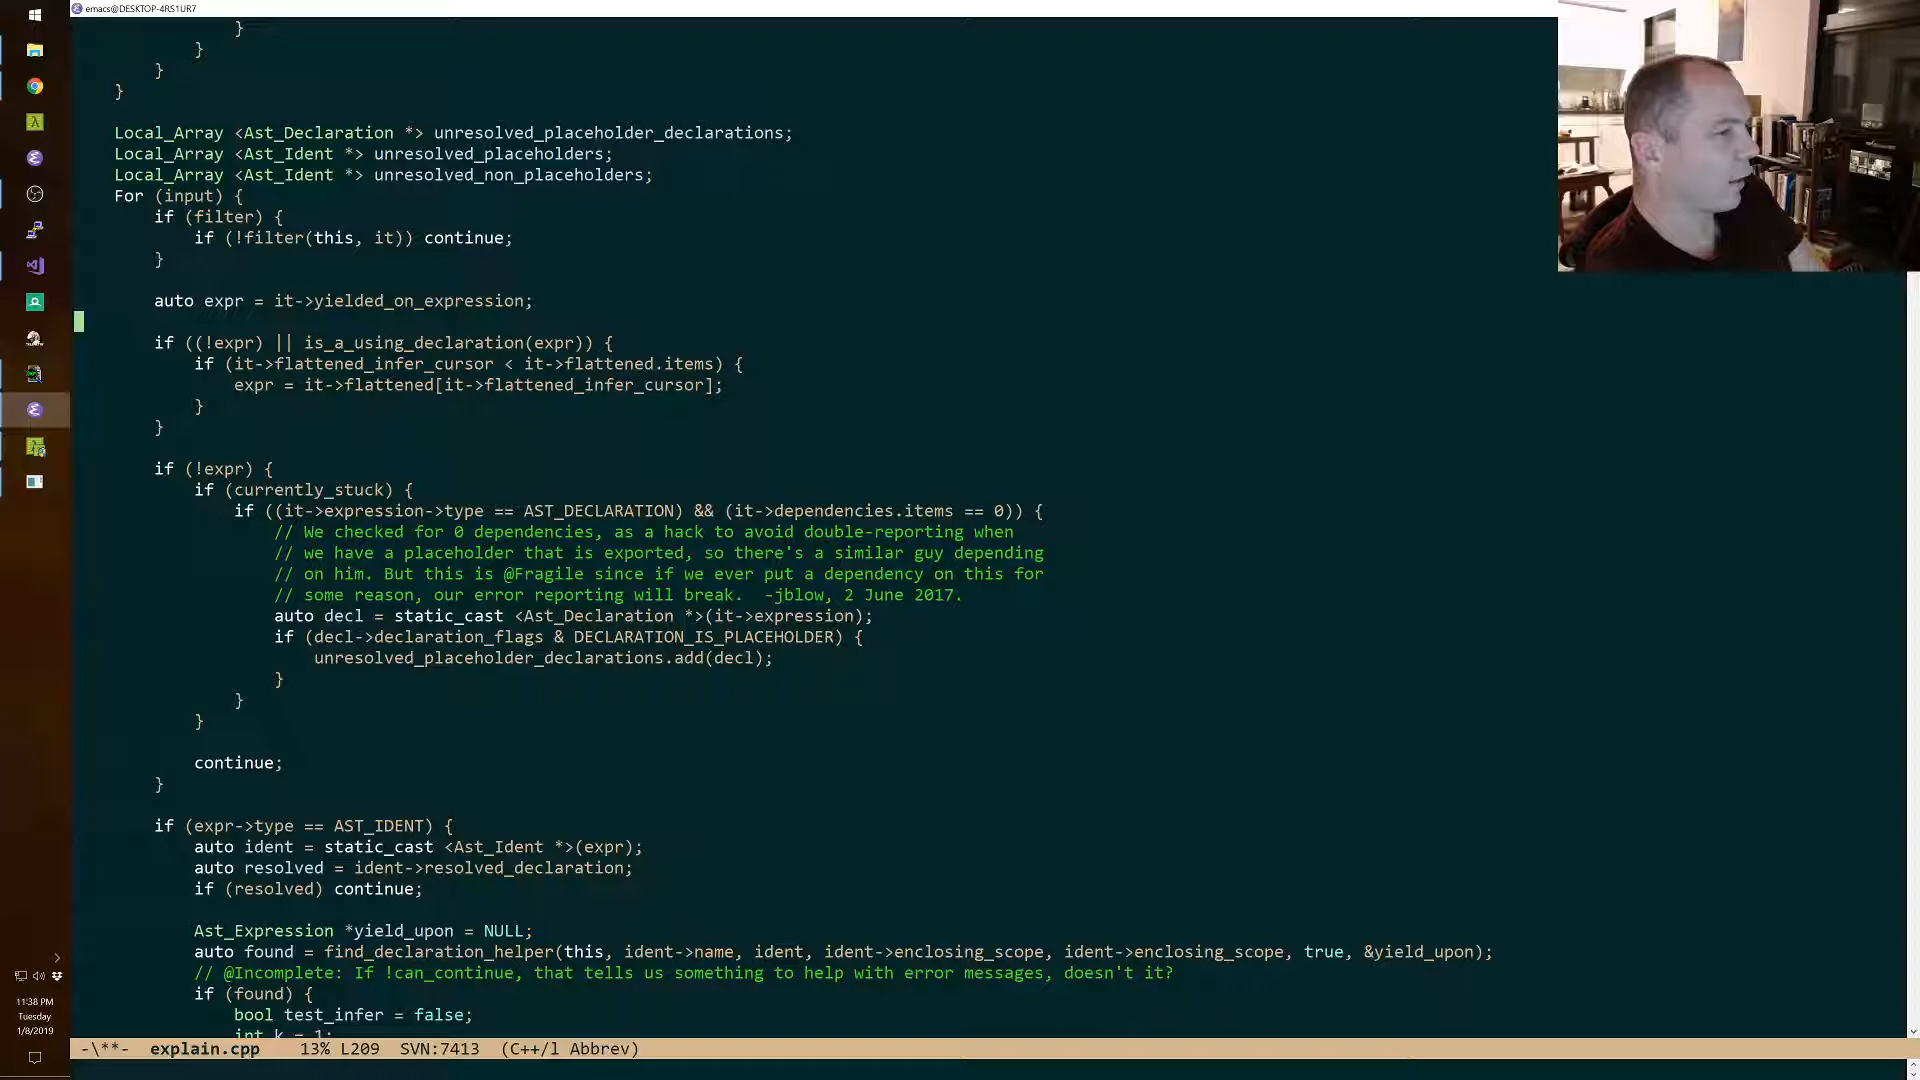 emacs@DESKTOP-4RS1UR7
}
}
}
}
Local_Array <Ast_Declaration *> unresolved_placeholder_declarations;
Local_Array <Ast_Ident *> unresolved_placeholders;
Local_Array <Ast_Ident *> unresolved_non_placeholders;
For (input) {
if (filter) {
if (!filter(this, it)) continue;
}
auto expr = it->yielded_on_expression;
if ((!expr) || is_a_using_declaration(expr)) {
if (it->flattened_infer_cursor < it->flattened.items) {
expr = it->flattened[it->flattened_infer_cursor];
}
}
if (!expr) {
if (currently_stuck) {
if ((it->expression->type == AST_DECLARATION) && (it->dependencies.items == 0)) {
// We checked for 0 dependencies, as a hack to avoid double-reporting when
// we have a placeholder that is exported, so there's a similar guy depending
// on him. But this is @Fragile since if we ever put a dependency on this for
// some reason, our error reporting will break.  -jblow, 2 June 2017.
auto decl = static_cast <Ast_Declaration *>(it->expression);
if (decl->declaration_flags & DECLARATION_IS_PLACEHOLDER) {
unresolved_placeholder_declarations.add(decl);
}
}
}
continue;
}
if (expr->type == AST_IDENT) {
auto ident = static_cast <Ast_Ident *>(expr);
auto resolved = ident->resolved_declaration;
if (resolved) continue;
Ast_Expression *yield_upon = NULL;
auto found = find_declaration_helper(this, ident->name, ident, ident->enclosing_scope, ident->enclosing_scope, true, &yield_upon);
// @Incomplete: If !can_continue, that tells us something to help with error messages, doesn't it?
if (found) {
bool test_infer = false;
int k = 1;
-\**-  explain.cpp    13% L209  SVN:7413  (C++/l Abbrev)
11:38 PM
Tuesday
1/8/2019